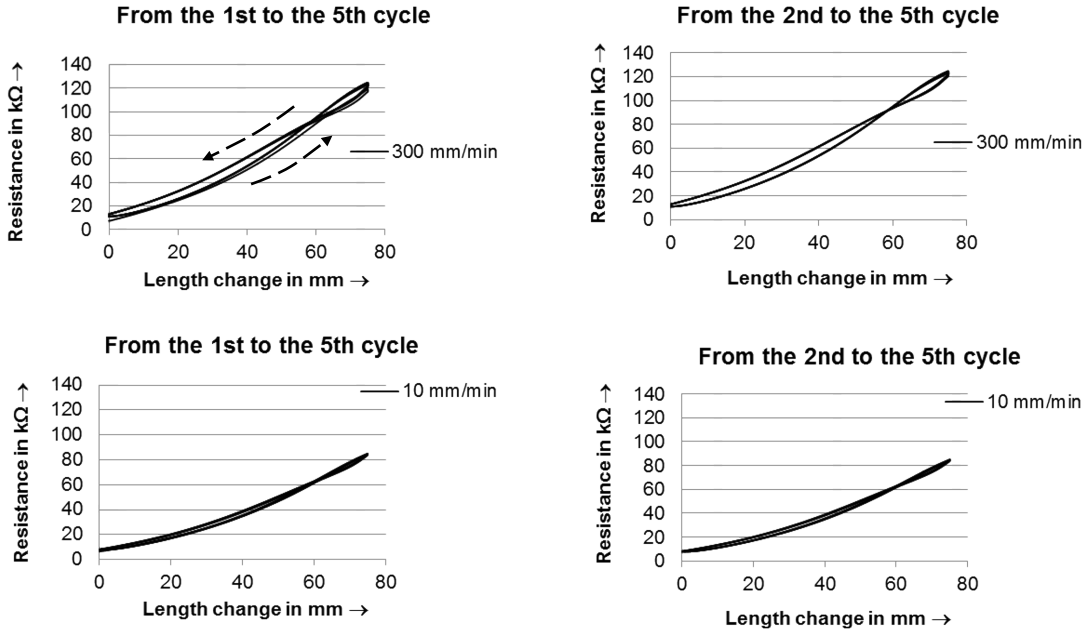 From the 1st to the 5th cycle
Resistance in kΩ →
140
120
100
80
60
40
20
0
0 20 40 60 80
Length change in mm →
300 mm/min
From the 2nd to the 5th cycle
Resistance in kΩ →
140
120
100
80
60
40
20
0
0 20 40 60 80
Length change in mm →
300 mm/min
From the 1st to the 5th cycle
Resistance in kΩ →
140
120
100
80
60
40
20
0
0 20 40 60 80
Length change in mm →
10 mm/min
From the 2nd to the 5th cycle
Resistance in kΩ →
140
120
100
80
60
40
20
0
0 20 40 60 80
Length change in mm →
10 mm/min